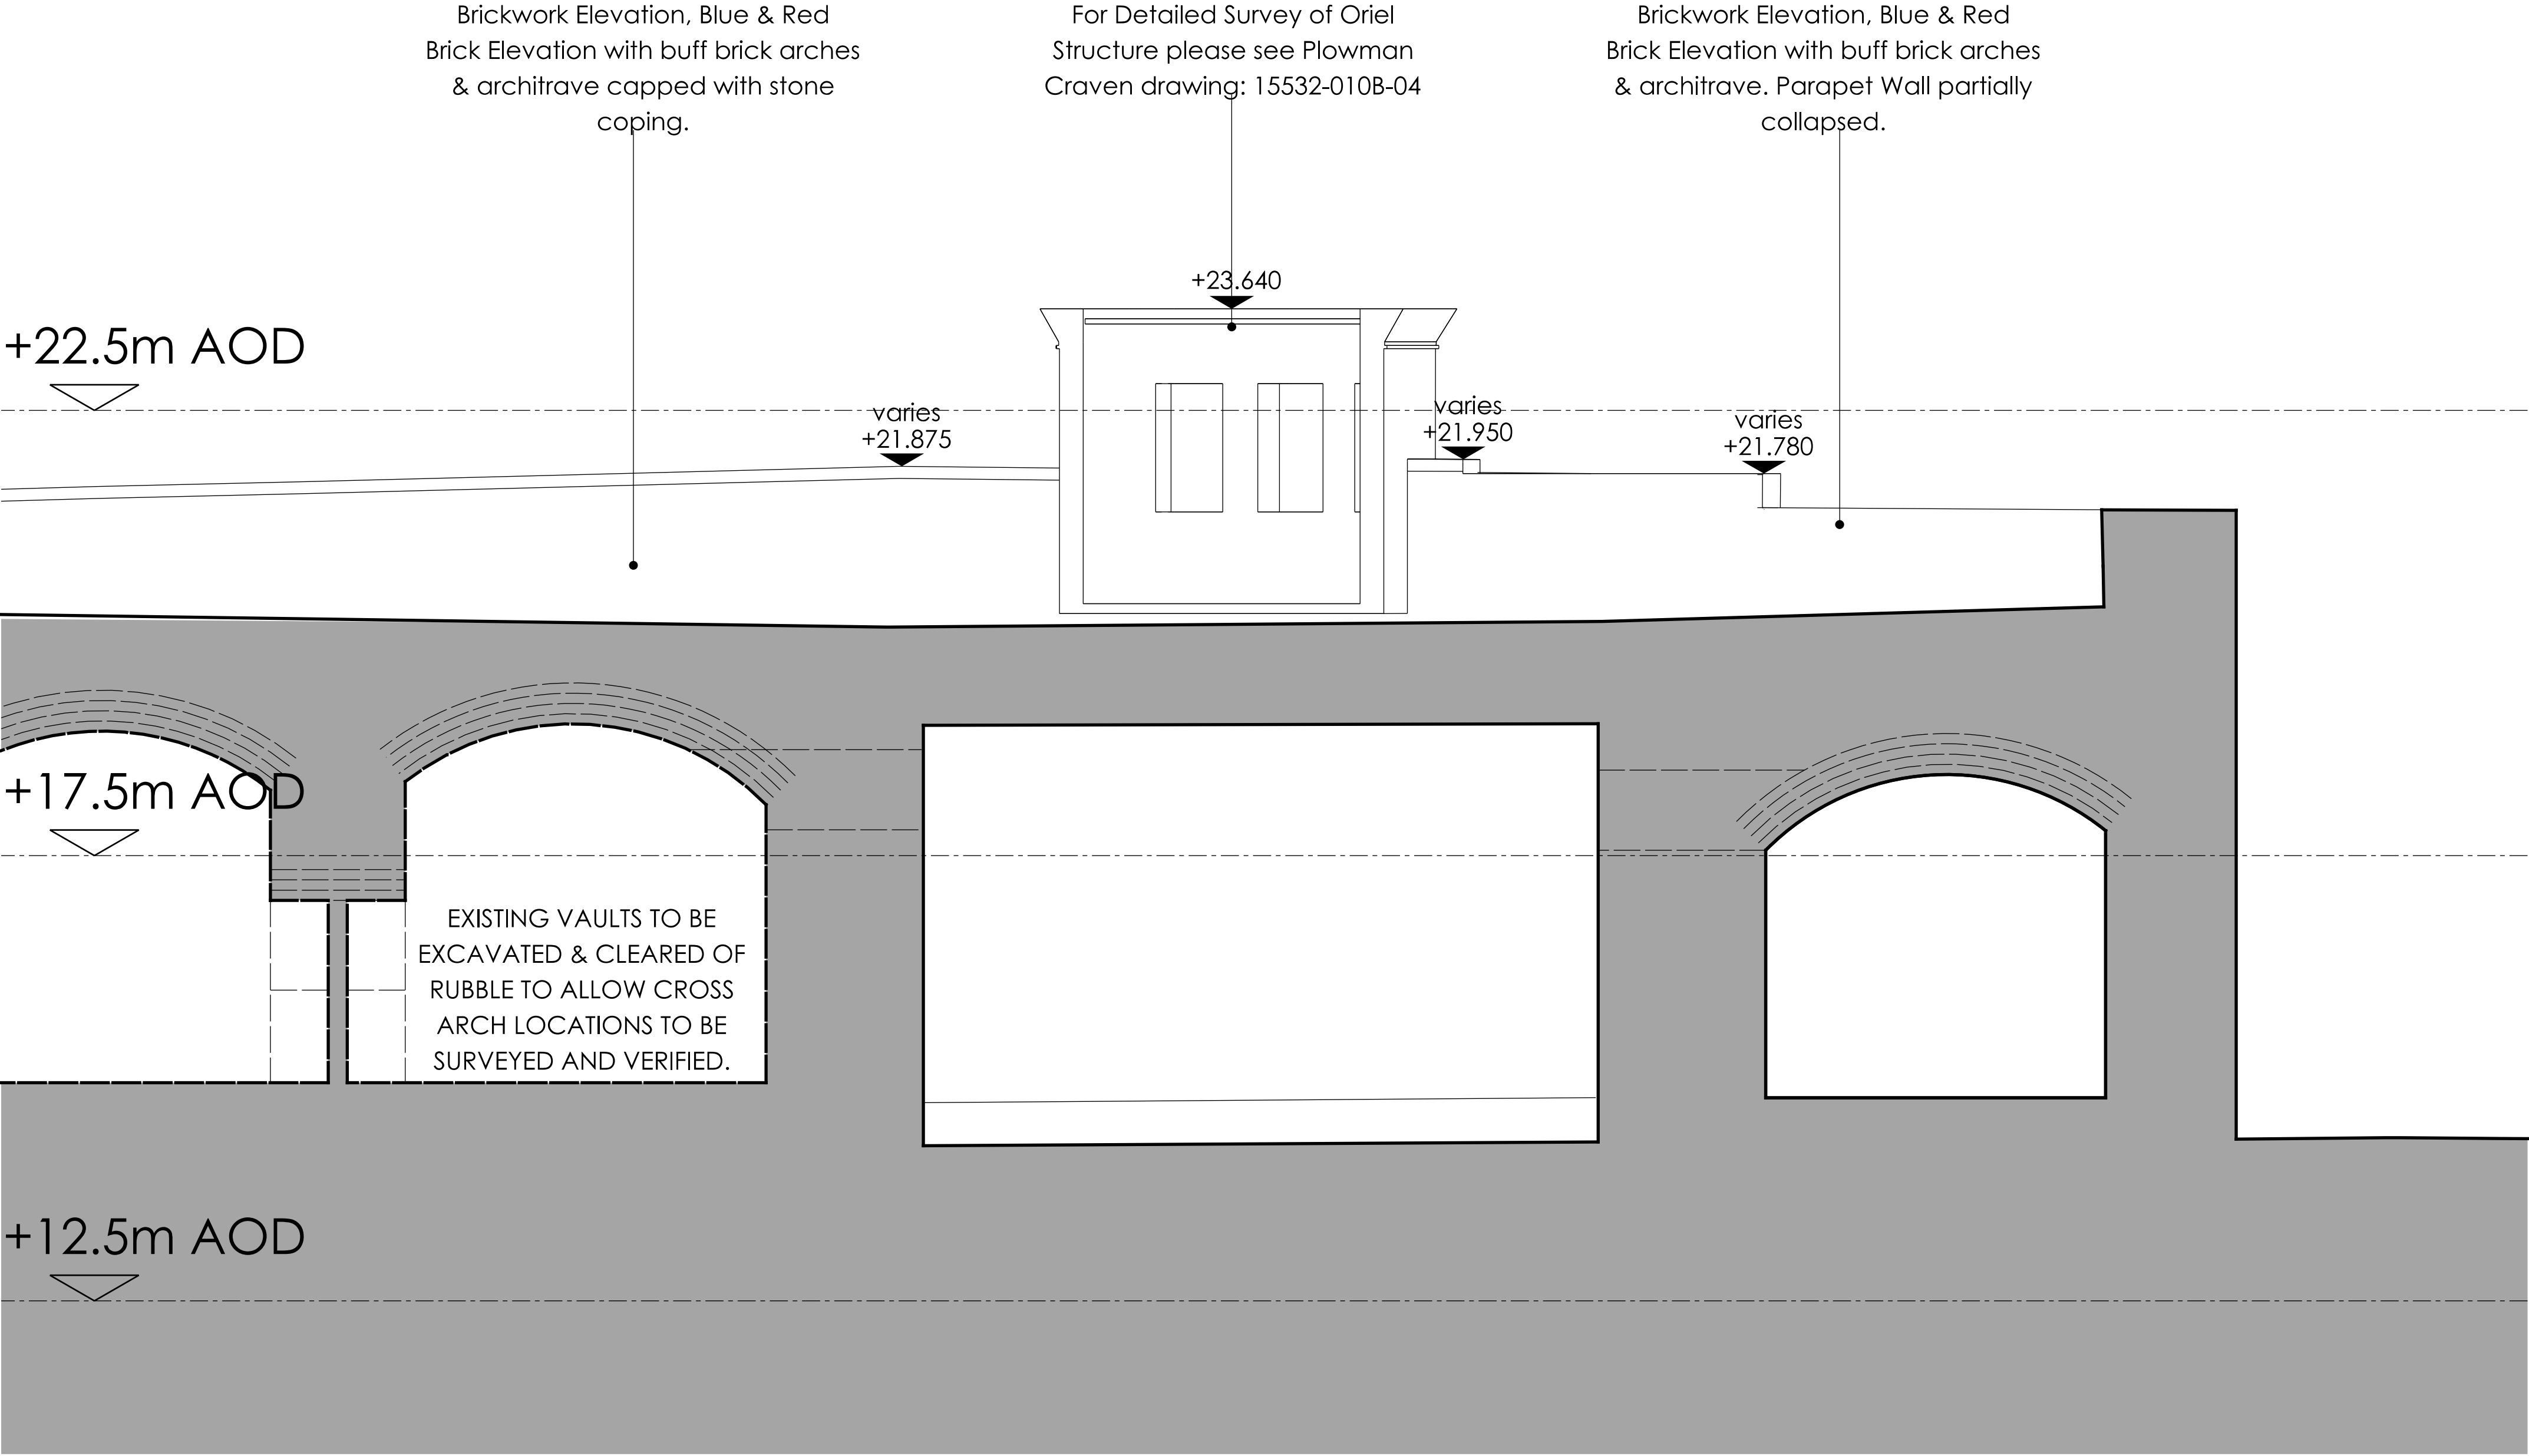 Brickwork Elevation, Blue & Red
Brick Elevation with buff brick arches
& architrave capped with stone
coping.
For Detailed Survey of Oriel
Structure please see Plowman
Craven drawing: 15532-010B-04
Brickwork Elevation, Blue & Red
Brick Elevation with buff brick arches
& architrave. Parapet Wall partially
collapsed.
+23.640
+22.5m AOD
varies
+21.875
varies
+21.950
varies
+21.780
+17.5m AOD
EXISTING VAULTS TO BE
EXCAVATED & CLEARED OF
RUBBLE TO ALLOW CROSS
ARCH LOCATIONS TO BE
SURVEYED AND VERIFIED.
+12.5m AOD